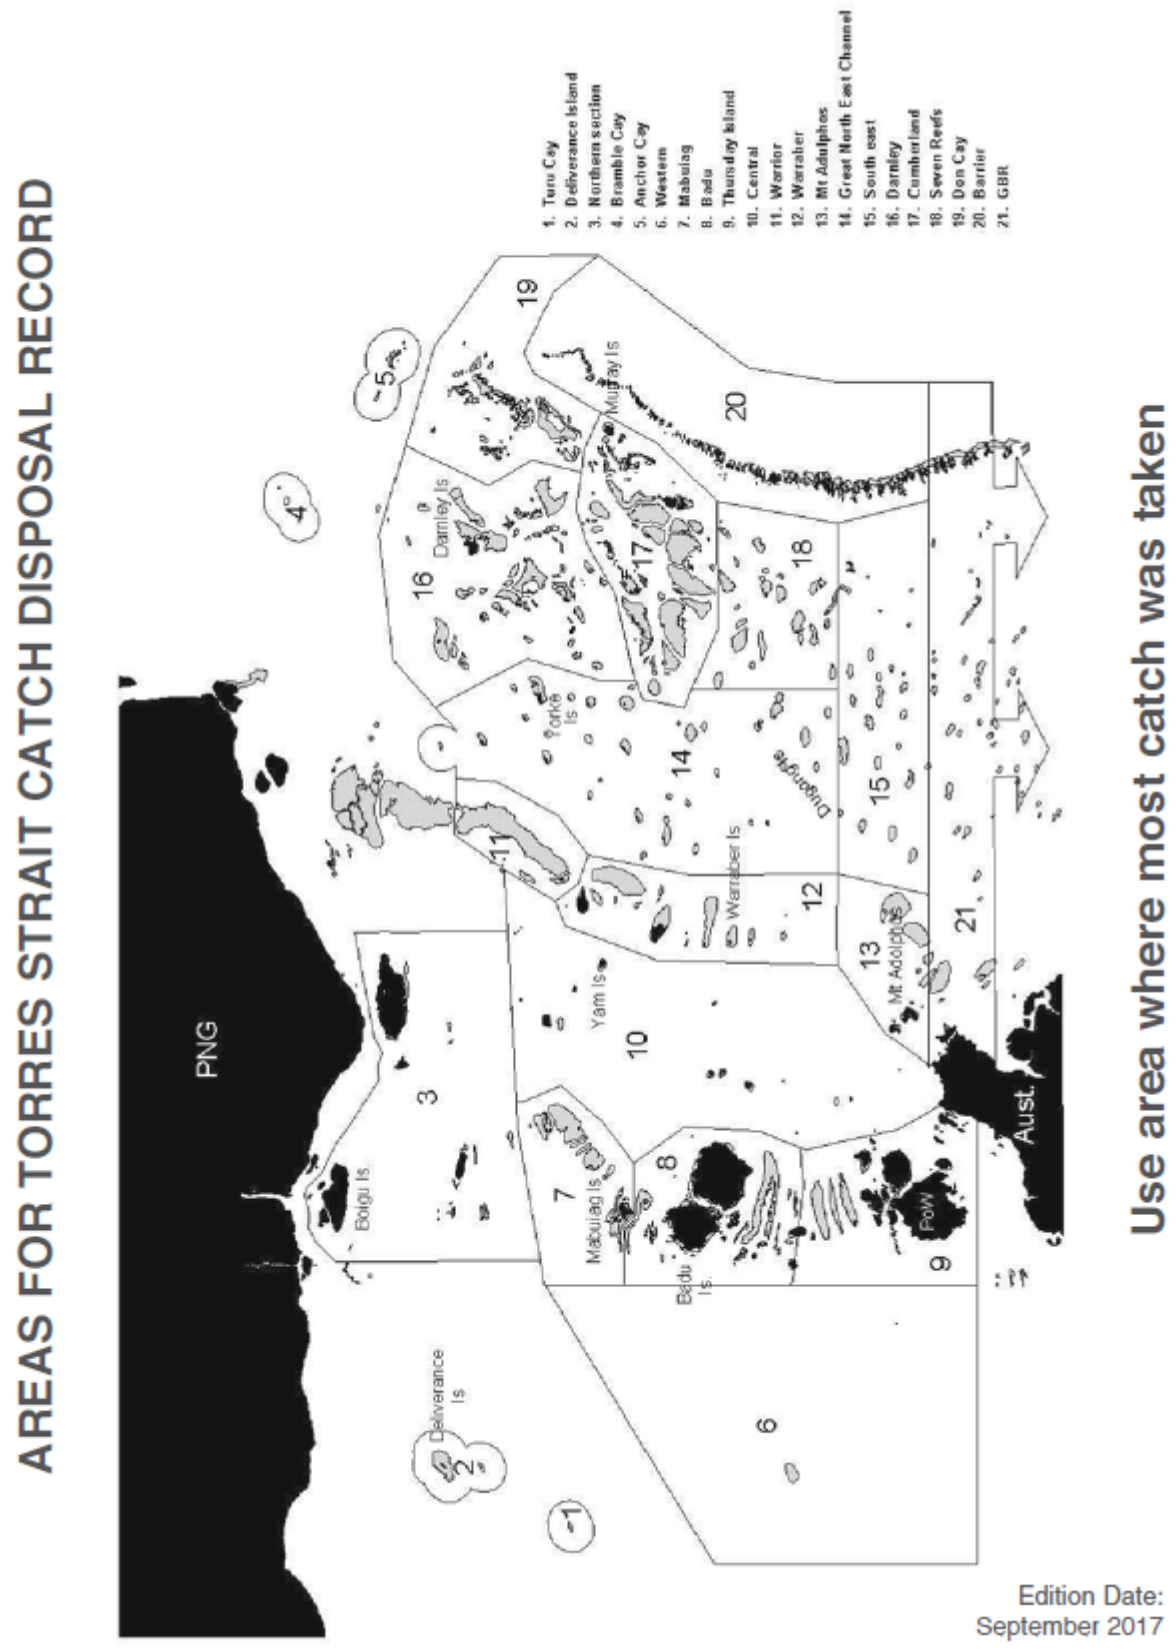 AREAS FOR TORRES STRAIT CATCH DISPOSAL RECORD
PNG
Boigu Is.
3
Deliverance
Is
2
1
4
5
Darnley Is
16
19
Murray Is
20
17
18
Yorke
Is
14
Dugong Is
15
11
Warraber Is
12
13
Mt Adolphus
21
Yam Is
10
7
Mabuiag Is
8
Badu
Is.
PoW
9
Aust.
6
1. Turu Cay
2. Deliverance Island
3. Northern section
4. Bramble Cay
5. Anchor Cay
6. Western
7. Mabuiag
8. Badu
9. Thursday Island
10. Central
11. Warrior
12. Warraber
13. Mt Adulphos
14. Great North East Channel
15. South east
16. Darnley
17. Cumberland
18. Seven Reefs
19. Don Cay
20. Barrier
21. GBR
Use area where most catch was taken
Edition Date:
September 2017